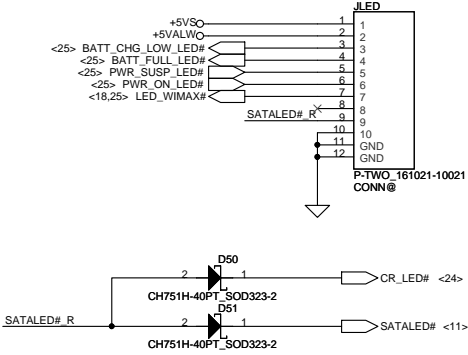 JLED
+5VS 1 1
+5VALW 2 2
<25> BATT_CHG_LOW_LED# 3 3
<25> BATT_FULL_LED# 4 4
<25> PWR_SUSP_LED# 5 5
<25> PWR_ON_LED# 6 6
<18,25> LED_WIMAX# 7 7
8 8
SATALED#_R 9 9
10 10
11 GND
12 GND
P-TWO_161021-10021
CONN@
D50
2 1 CR_LED# <24>
CH751H-40PT_SOD323-2
D51
SATALED#_R 2 1 SATALED# <11>
CH751H-40PT_SOD323-2